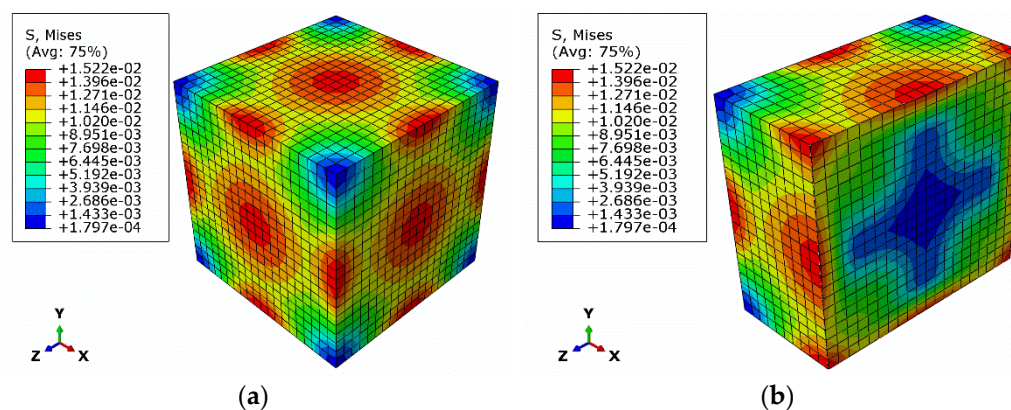 S, Mises
(Avg: 75%)
+1.522e-02
+1.396e-02
+1.271e-02
+1.146e-02
+1.020e-02
+8.951e-03
+7.698e-03
+6.445e-03
+5.192e-03
+3.939e-03
+2.686e-03
+1.433e-03
+1.797e-04
Y
Z
X
(a)
S, Mises
(Avg: 75%)
+1.522e-02
+1.396e-02
+1.271e-02
+1.146e-02
+1.020e-02
+8.951e-03
+7.698e-03
+6.445e-03
+5.192e-03
+3.939e-03
+2.686e-03
+1.433e-03
+1.797e-04
Y
Z
X
(b)